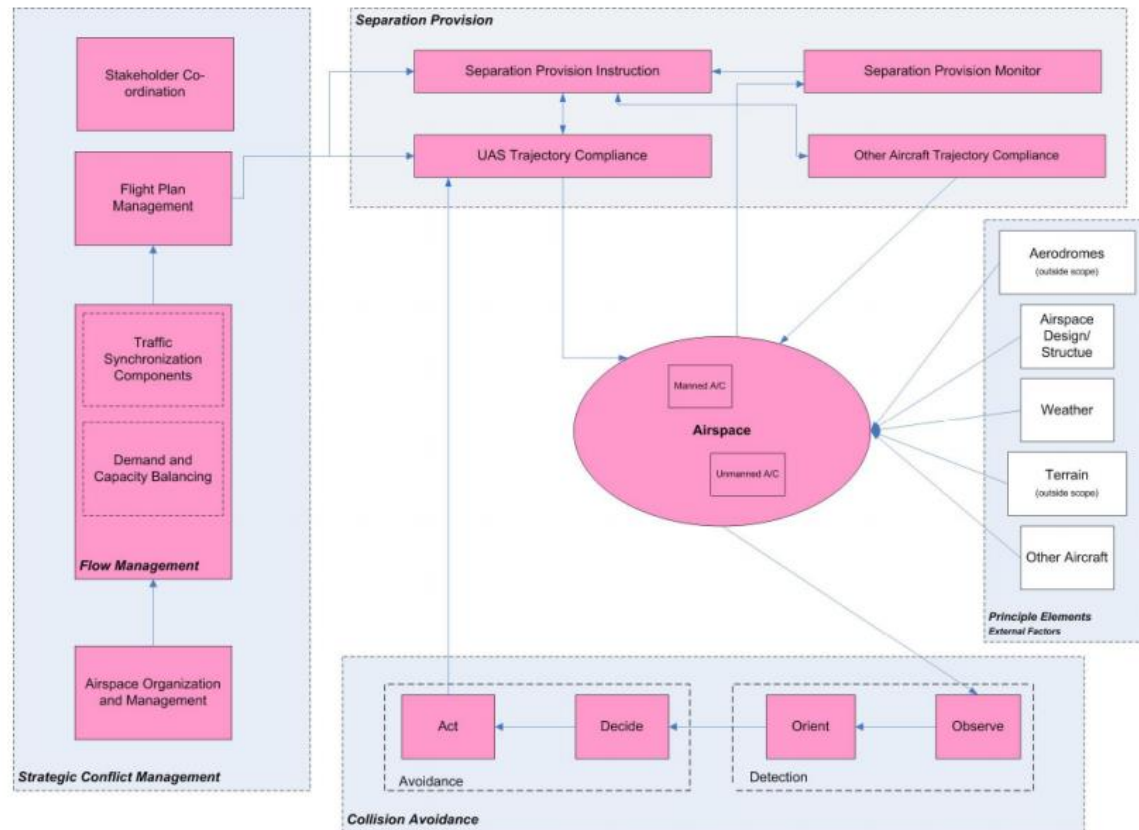 Stakeholder Co-
ordination
Flight Plan
Management
Traffic
Synchronization
Components
Demand and
Capacity Balancing
Flow Management
Airspace Organization
and Management
Strategic Conflict Management
Separation Provision
Separation Provision Instruction
Separation Provision Monitor
UAS Trajectory Compliance
Other Aircraft Trajectory Compliance
Manned A/C
Airspace
Unmanned A/C
Aerodromes
(outside scope)
Airspace
Design/
Structue
Weather
Terrain
(outside scope)
Other Aircraft
Principle Elements
External Factors
Act
Decide
Orient
Observe
Avoidance
Detection
Collision Avoidance